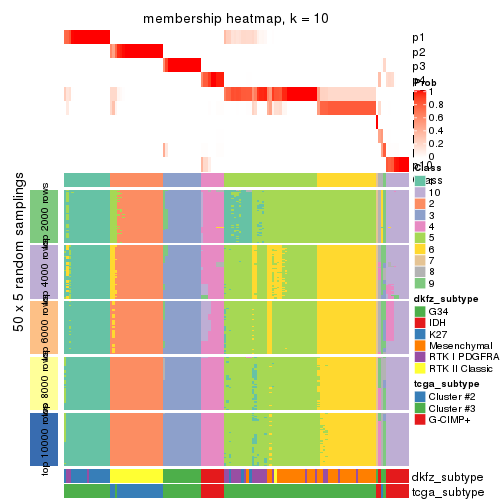 membership heatmap, k = 10
p1
p2
p3
p4
Prob
1
0.8
0.6
0.4
0.2
0
p10
Class
1
10
2
3
4
5
6
7
8
9
50 x 5 random samplings
top 2000 rows
top 4000 rows
top 6000 rows
top 8000 rows
top 10000 rows
dkfz_subtype
G34
IDH
K27
Mesenchymal
RTK I PDGFRA
RTK II Classic
tcga_subtype
Cluster #2
Cluster #3
G-CIMP+
dkfz_subtype
tcga_subtype